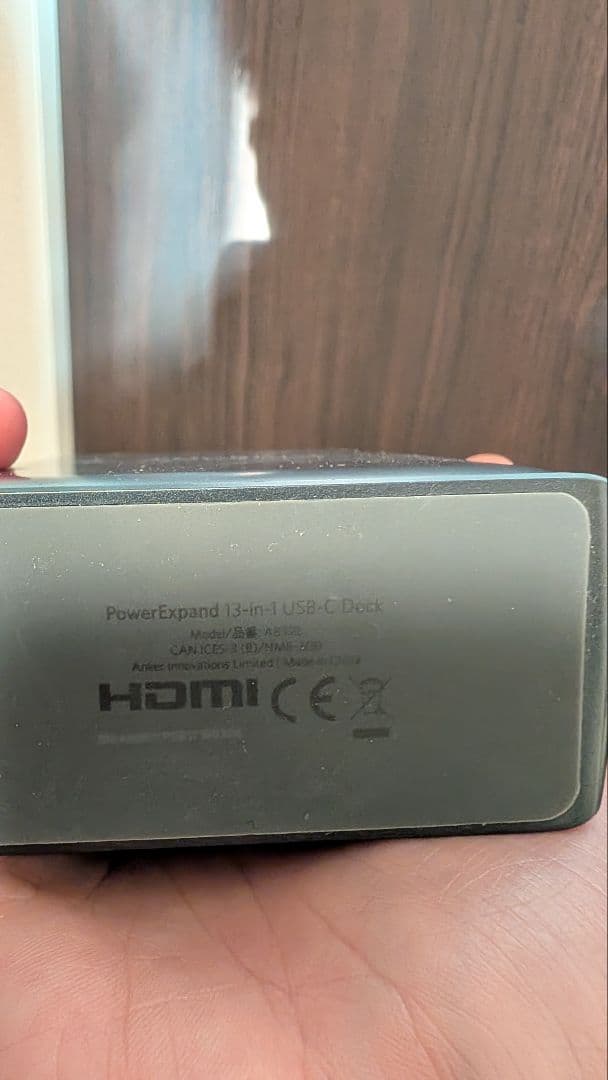 PowerExpand 13-in-1 USB-C Dock
Model/品番:
CAN ICES-3 (B)/NMB-3(B)
Anker Innovations Limited | Made in China
HDMI CE